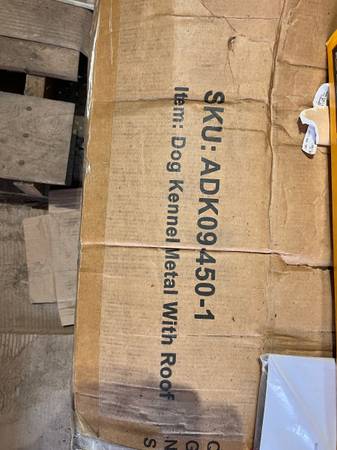 SKU: ADK09450-1
Item: Dog Kennel Metal With Roof
G
N
S